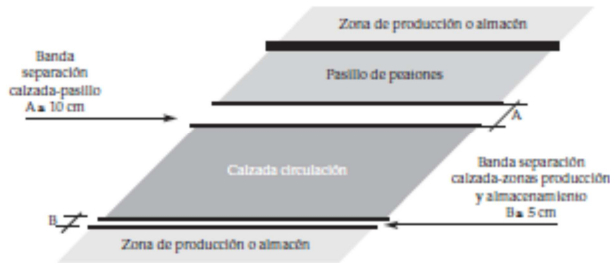 Zona de producción o almacén
Banda
separación
calzada-pasillo
A ≥ 10 cm
Pasillo de peatones
A
Calzada circulación
Banda separación
calzada-zonas producción
y almacenamiento
B ≥ 5 cm
B
Zona de producción o almacén